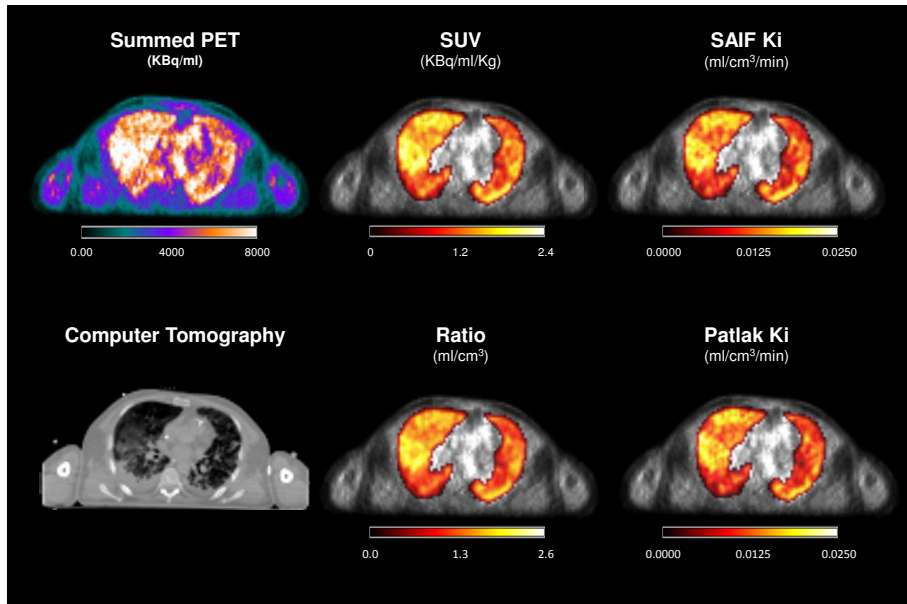 Summed PET
(KBq/ml)
SUV
(KBq/ml/Kg)
SAIF Ki
(ml/cm³/min)
0.00 4000 8000
0 1.2 2.4
0.0000 0.0125 0.0250
Computer Tomography
Ratio
(ml/cm³)
Patlak Ki
(ml/cm³/min)
0.0 1.3 2.6
0.0000 0.0125 0.0250